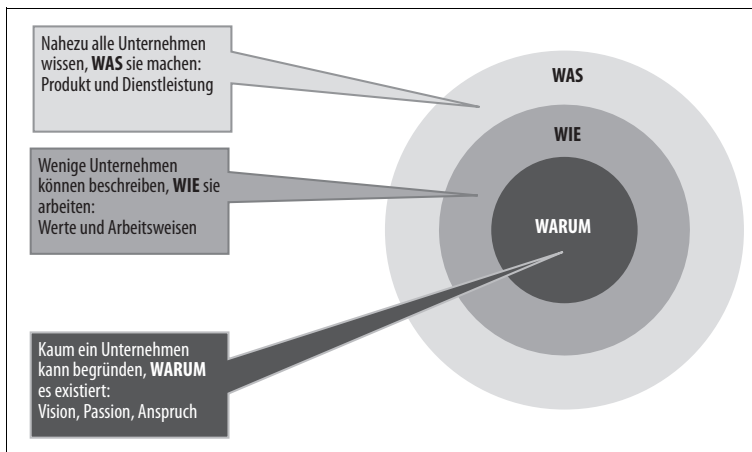 Nahezu alle Unternehmen
wissen, WAS sie machen:
Produkt und Dienstleistung
Wenige Unternehmen
können beschreiben, WIE sie
arbeiten:
Werte und Arbeitsweisen
Kaum ein Unternehmen
kann begründen, WARUM
es existiert:
Vision, Passion, Anspruch
WAS
WIE
WARUM